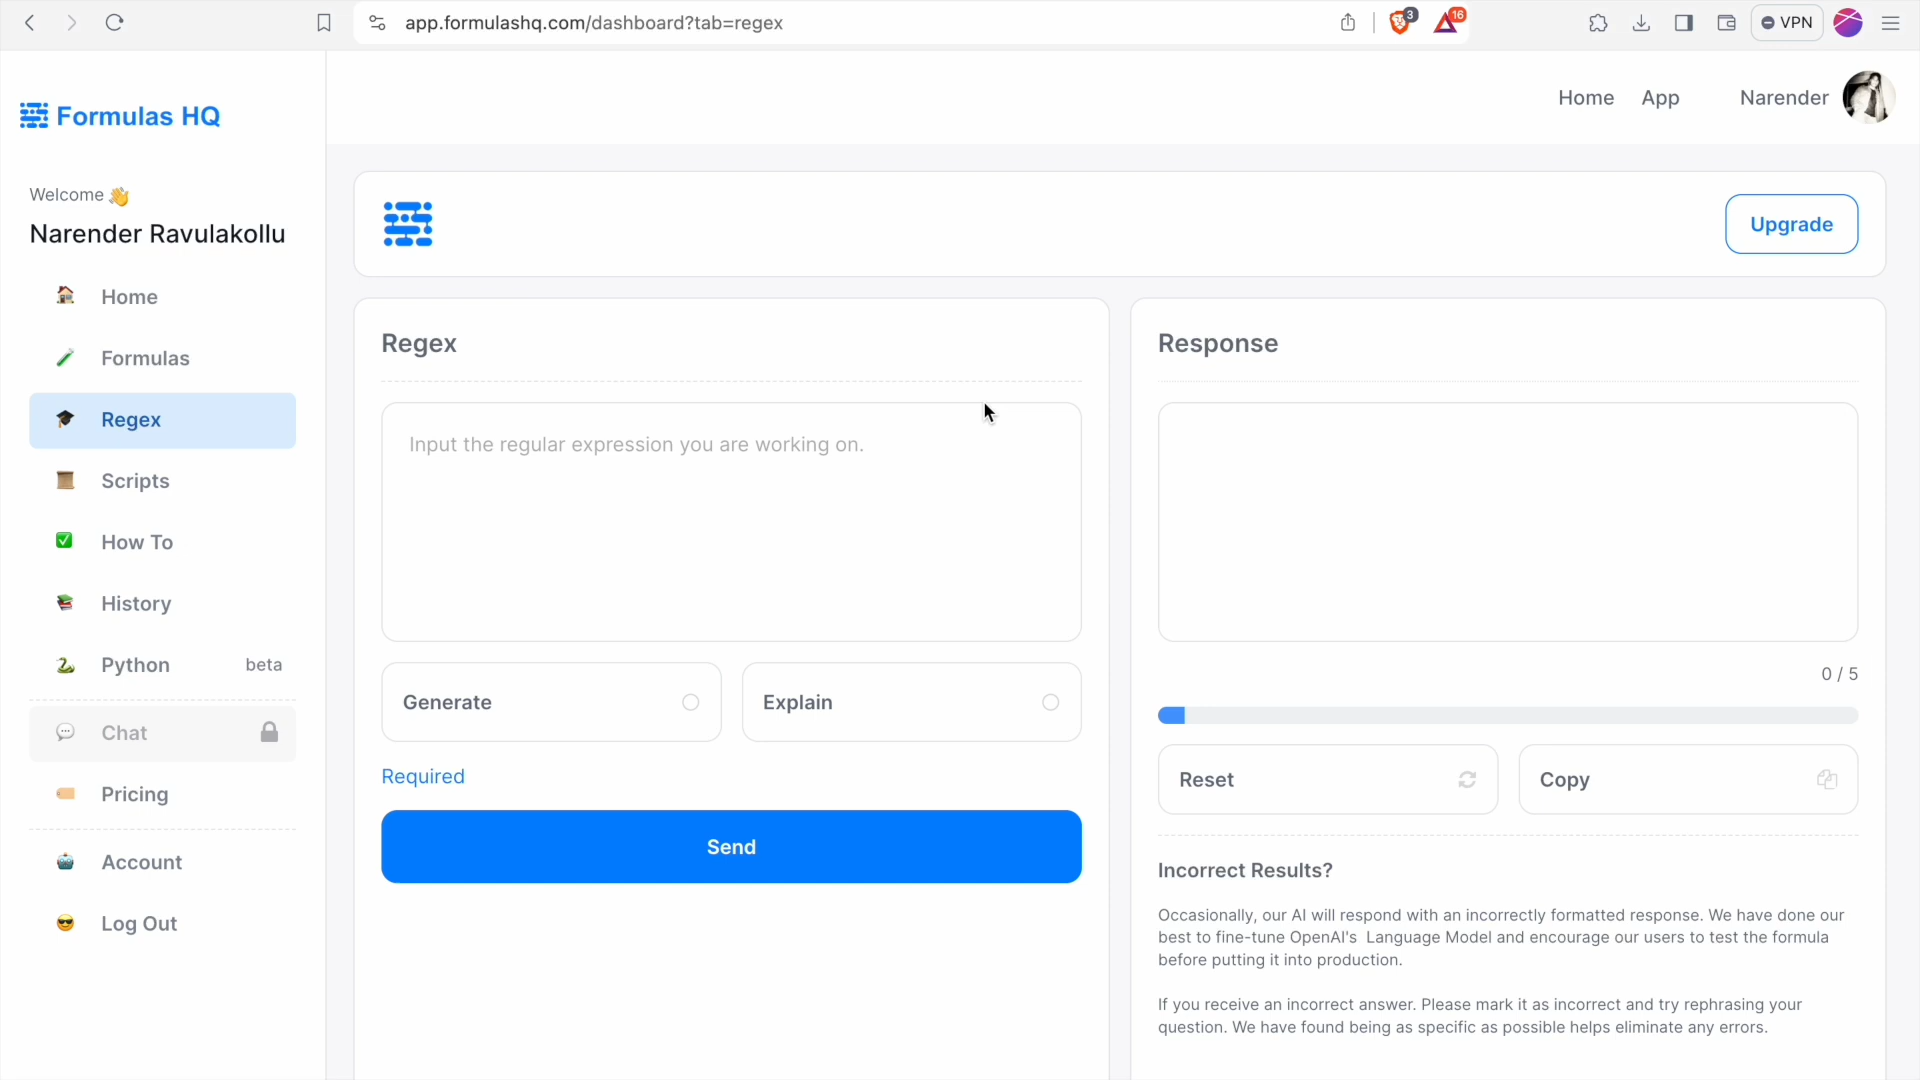 app.formulashq.com/dashboard?tab=regex
3
16
VPN
Formulas HQ
Home
App
Narender
Welcome 👋
Narender Ravulakollu
Home
Formulas
Regex
Scripts
How To
History
Python
beta
Chat
Pricing
Account
Log Out
Upgrade
Regex
Input the regular expression you are working on.
Generate
Explain
Required
Send
Response
0 / 5
Reset
Copy
Incorrect Results?
Occasionally, our AI will respond with an incorrectly formatted response. We have done our
best to fine-tune OpenAI's Language Model and encourage our users to test the formula
before putting it into production.
If you receive an incorrect answer. Please mark it as incorrect and try rephrasing your
question. We have found being as specific as possible helps eliminate any errors.